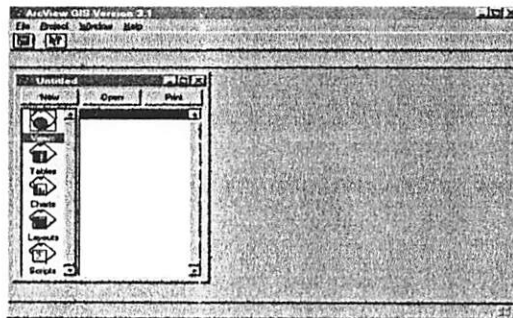 ArcView GIS Version 3.1
File Project Window Help
Untitled
New Open Print
Views
Tables
Charts
Layouts
Scripts